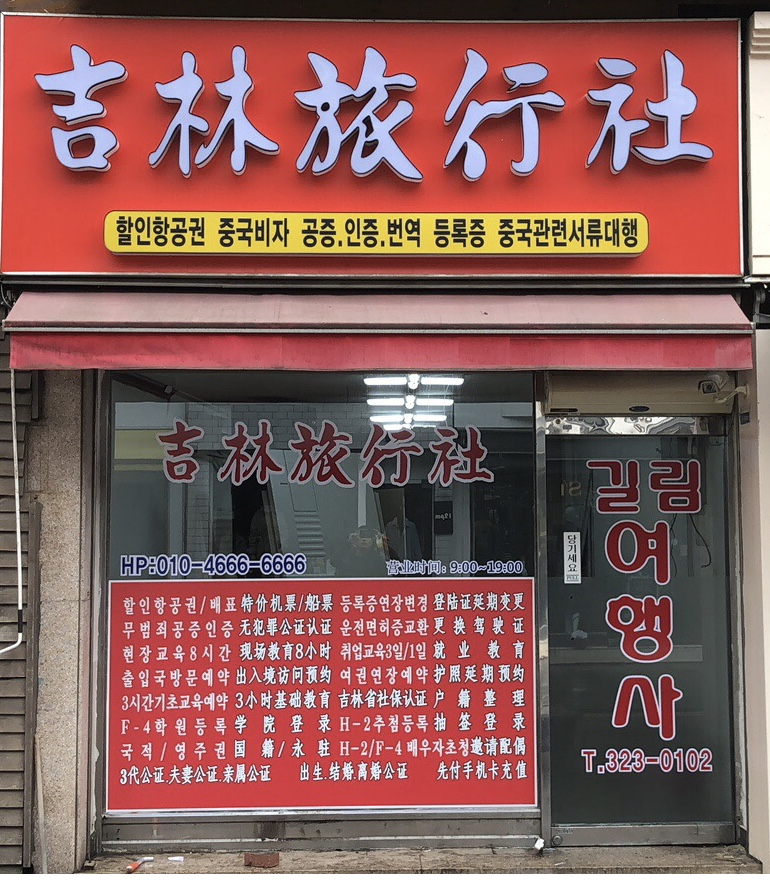 吉林旅行社
할인항공권 중국비자 공증.인증.번역 등록증 중국관련서류대행
吉林旅行社
HP:010-4666-6666 营业时间: 9:00~19:00
할인항공권/배표 特价机票/船票 등록증연장변경 登陆证延期变更
무범죄공증인증 无犯罪公证认证 운전면허증교환 更换驾驶证
현장교육8시간 现场教育8小时 취업교육3일/1일 就业教育
출입국방문예약 出入境访问预约 여권연장예약 护照延期预约
3시간기초교육예약 3小时基础教育 吉林省社保认证 户籍整理
F-4학원등록 学院登录 H-2추첨등록 抽签登录
국적/영주권 国籍/永驻 H-2/F-4 배우자초청 邀请配偶
3代公证.夫妻公证.亲属公证 出生.结婚.离婚公证 先付手机卡充值
길림
여
행
사
당기세요
PULL
T.323-0102